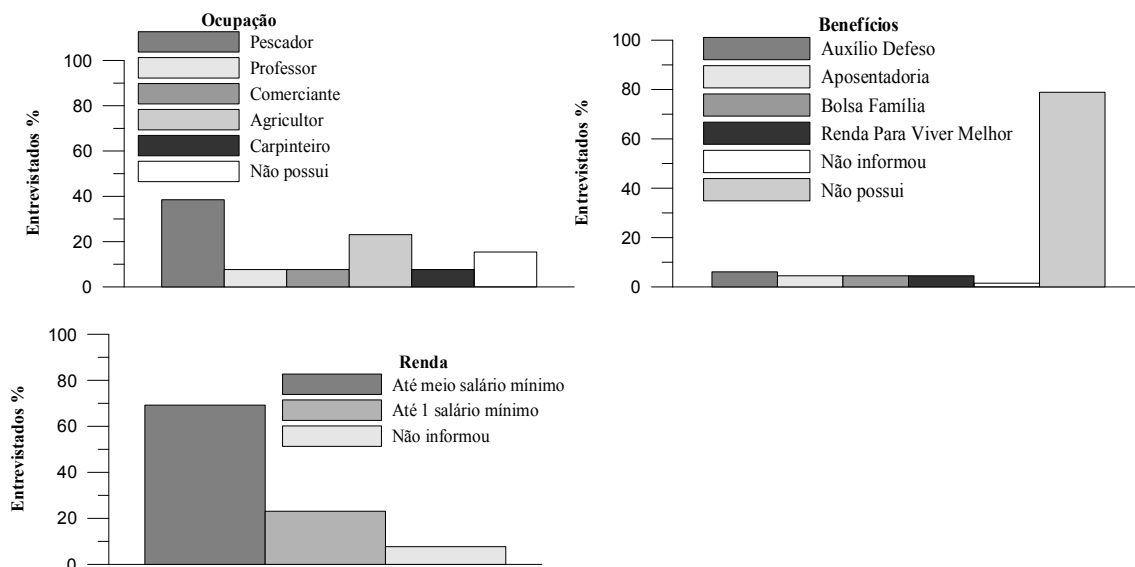 Ocupação
Pescador
Professor
Comerciante
Agricultor
Carpinteiro
Não possui
Entrevistados %
100
80
60
40
20
0
Benefícios
Auxílio Defeso
Aposentadoria
Bolsa Família
Renda Para Viver Melhor
Não informou
Não possui
Entrevistados %
100
80
60
40
20
0
Renda
Até meio salário mínimo
Até 1 salário mínimo
Não informou
Entrevistados %
100
80
60
40
20
0